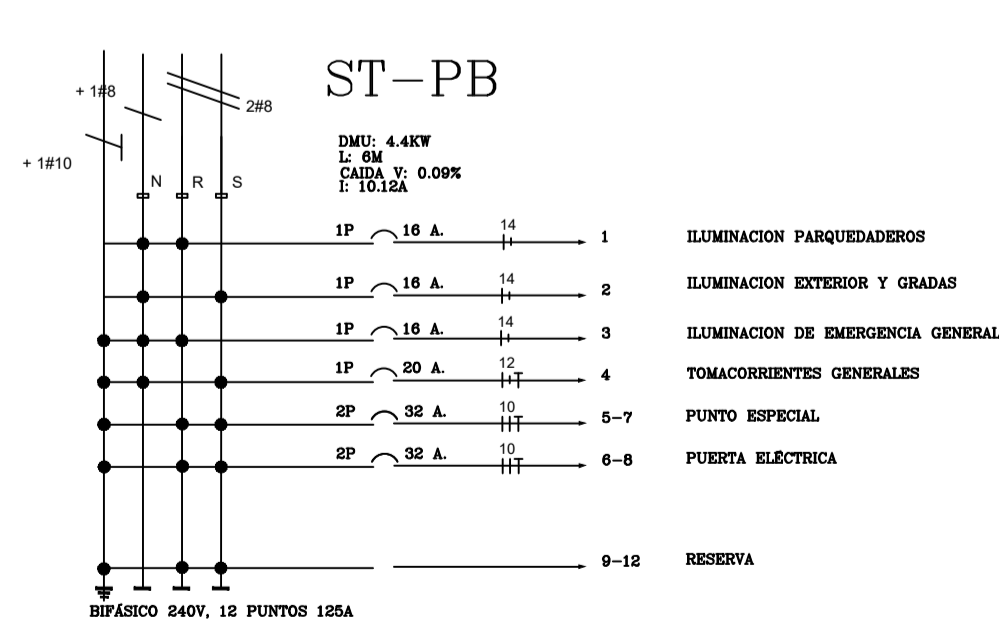 ST-PB
+ 1#8
2#8
+ 1#10
DMU: 4.4KW
L: 6M
CAIDA V: 0.09%
I: 10.12A
N R S
1P 16 A. 14 1 ILUMINACION PARQUEDADEROS
1P 16 A. 14 2 ILUMINACION EXTERIOR Y GRADAS
1P 16 A. 14 3 ILUMINACION DE EMERGENCIA GENERAL
1P 20 A. 12 4 TOMACORRIENTES GENERALES
2P 32 A. 10 5-7 PUNTO ESPECIAL
2P 32 A. 10 6-8 PUERTA ELÉCTRICA
9-12 RESERVA
BIFÁSICO 240V, 12 PUNTOS 125A